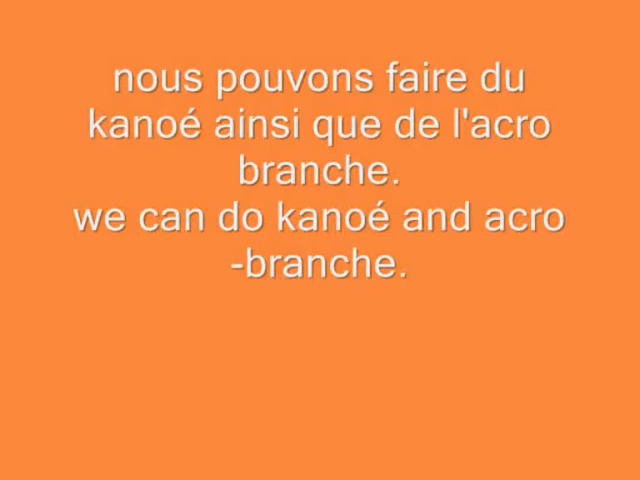 nous pouvons faire du
kanoé ainsi que de l'acro
branche.
we can do kanoé and acro
-branche.